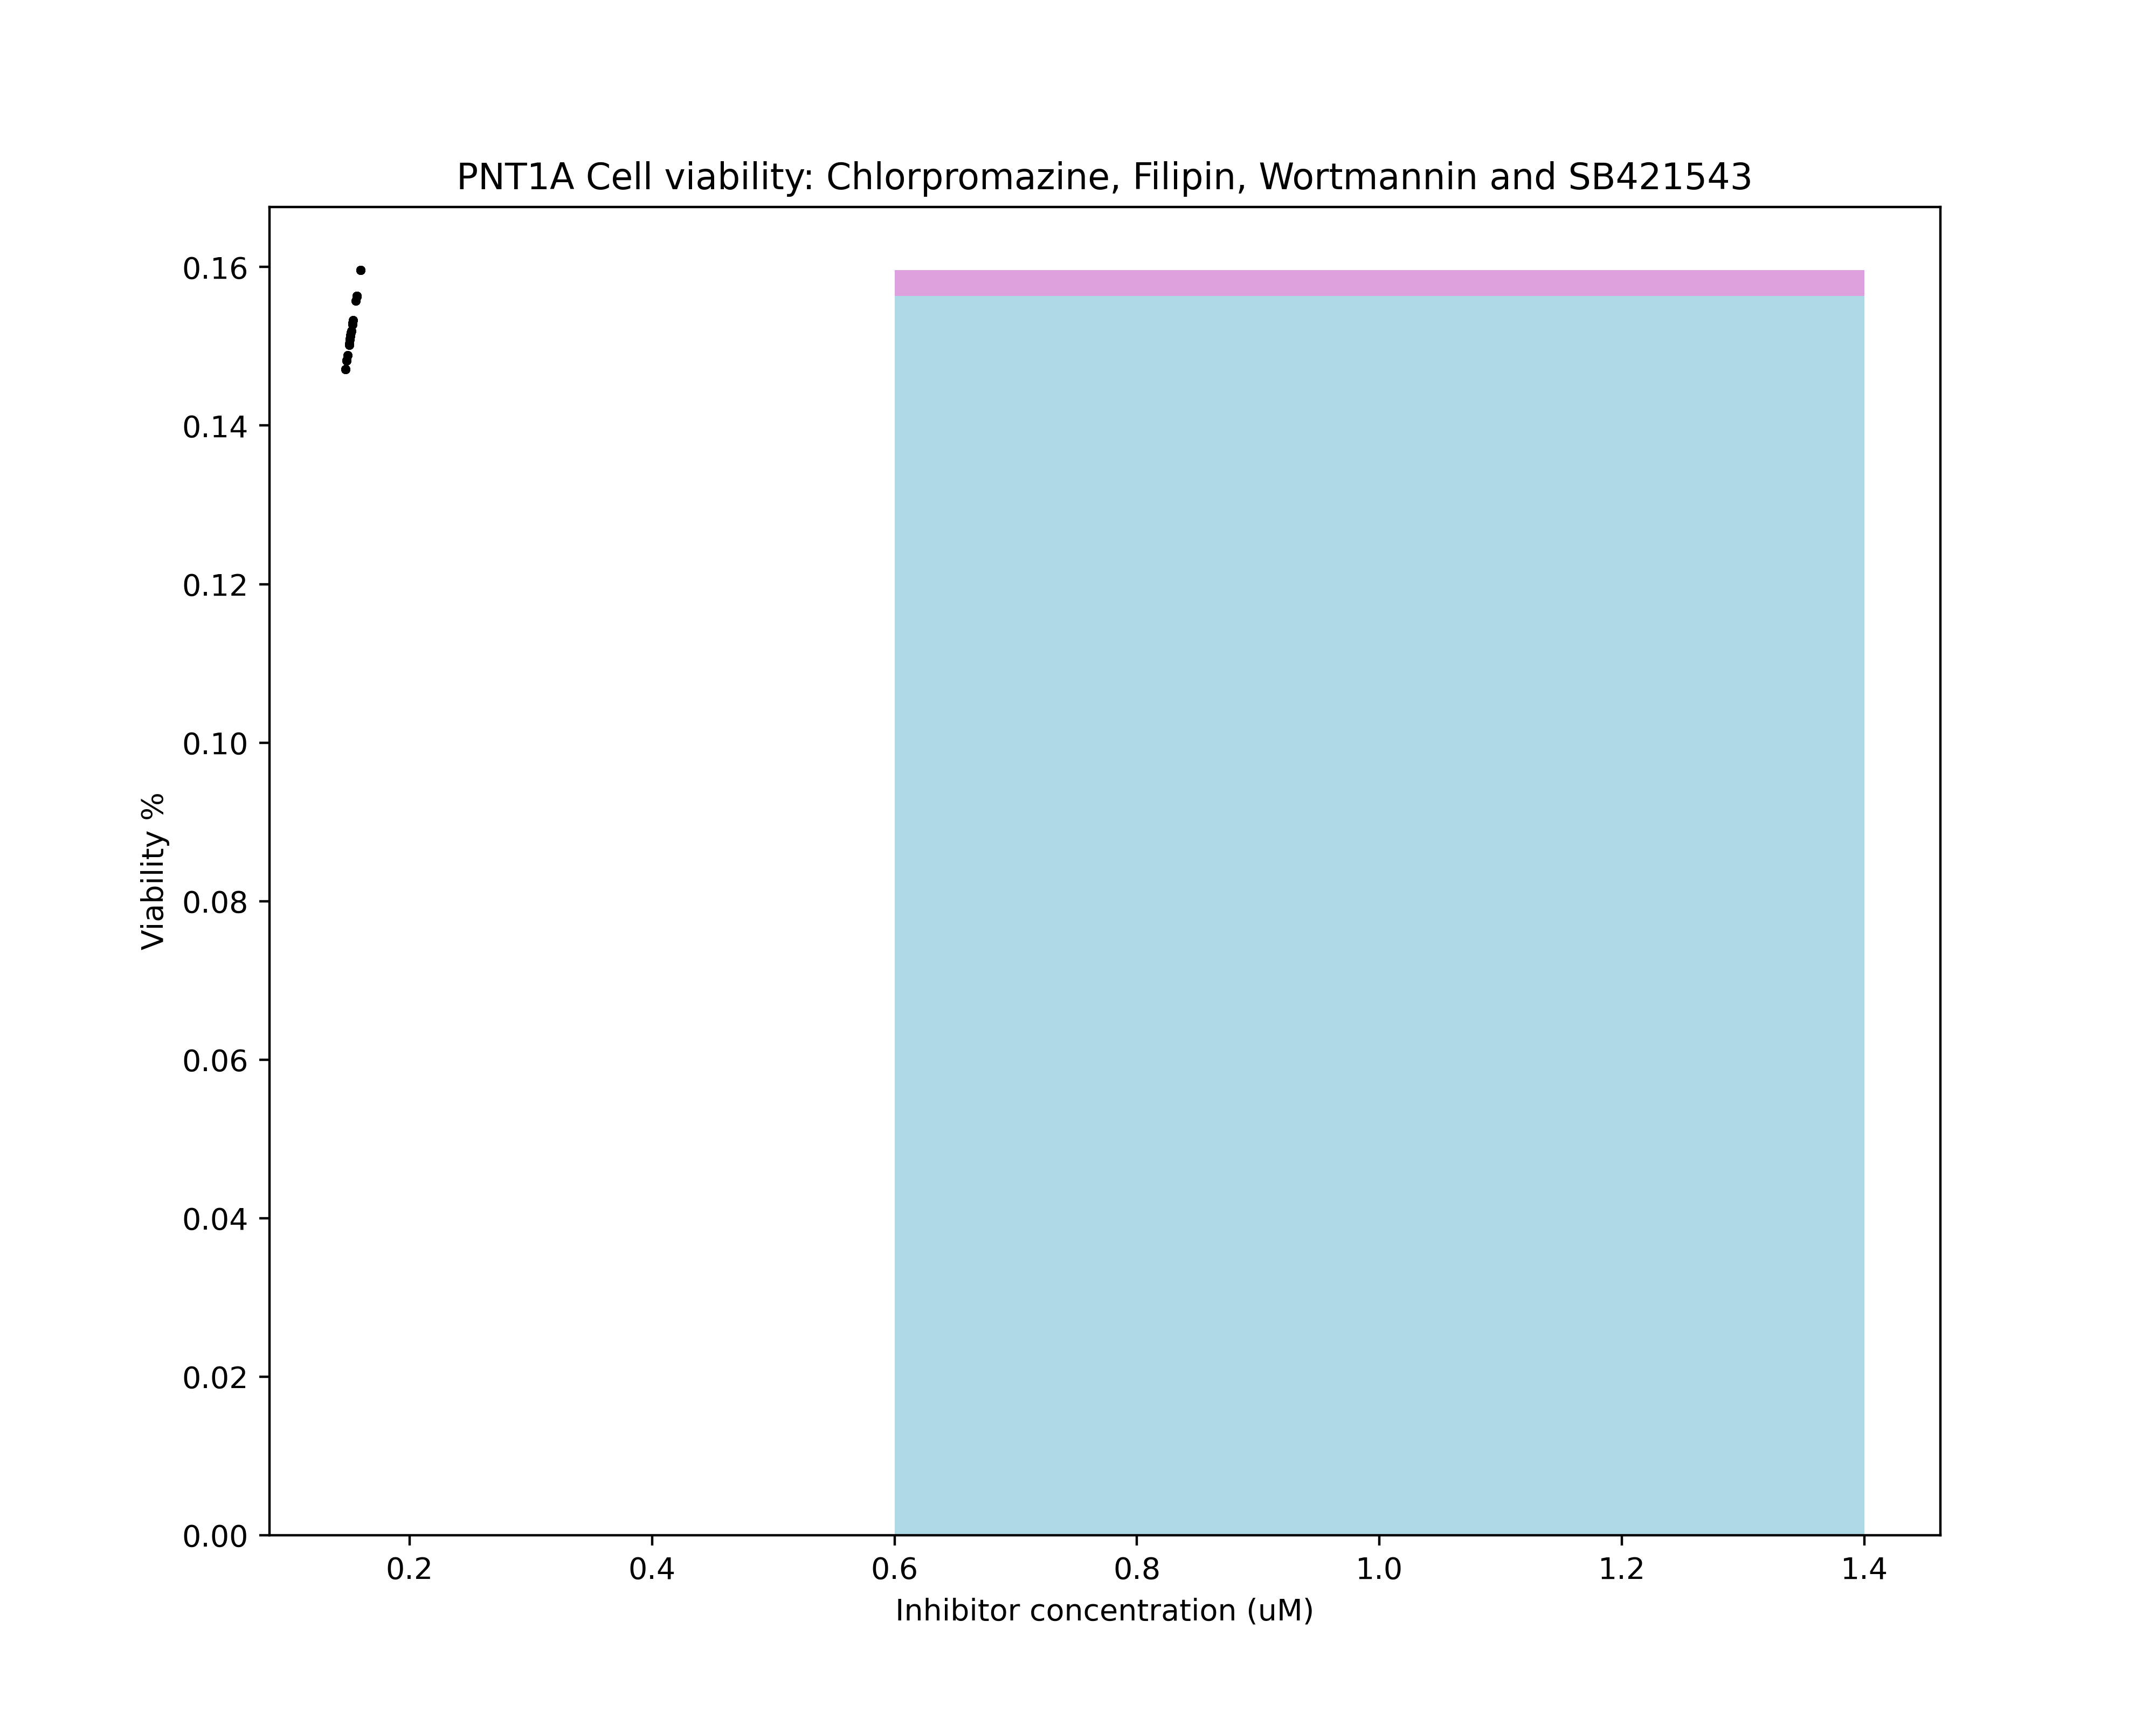 PNT1A Cell viability: Chlorpromazine, Filipin, Wortmannin and SB421543
Viability %
0.16
0.14
0.12
0.10
0.08
0.06
0.04
0.02
0.00
0.2 0.4 0.6 0.8 1.0 1.2 1.4
Inhibitor concentration (uM)